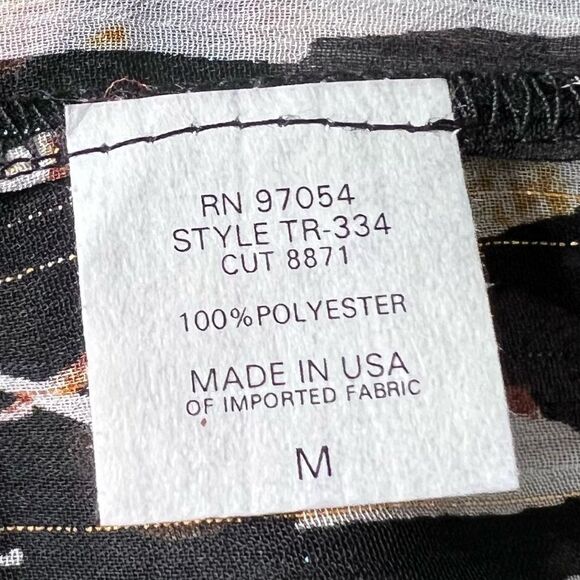 RN 97054
STYLE TR-334
CUT 8871
100% POLYESTER
MADE IN USA
OF IMPORTED FABRIC
M